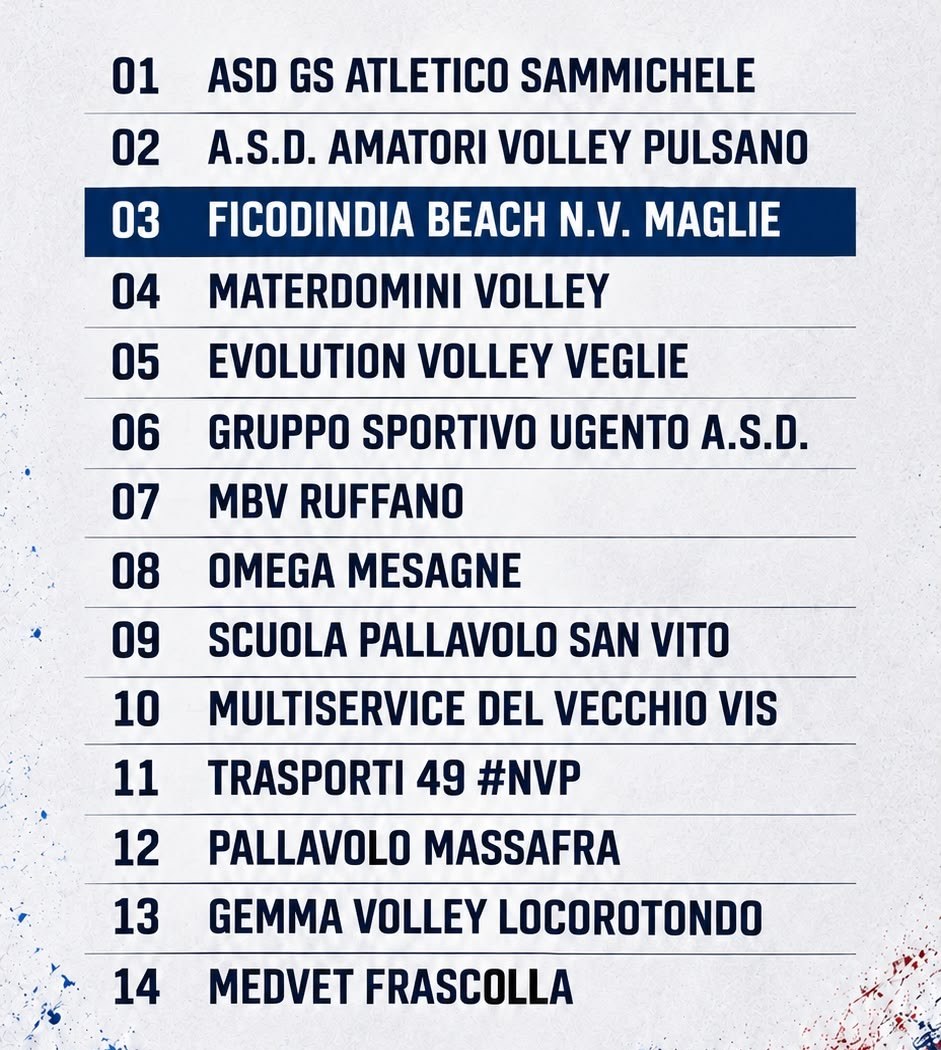 01 ASD GS ATLETICO SAMMICHELE
02 A.S.D. AMATORI VOLLEY PULSANO
03 FICODINDIA BEACH N.V. MAGLIE
04 MATERDOMINI VOLLEY
05 EVOLUTION VOLLEY VEGLIE
06 GRUPPO SPORTIVO UGENTO A.S.D.
07 MBV RUFFANO
08 OMEGA MESAGNE
09 SCUOLA PALLAVOLO SAN VITO
10 MULTISERVICE DEL VECCHIO VIS
11 TRASPORTI 49 #NVP
12 PALLAVOLO MASSAFRA
13 GEMMA VOLLEY LOCOROTONDO
14 MEDVET FRASCOLLA